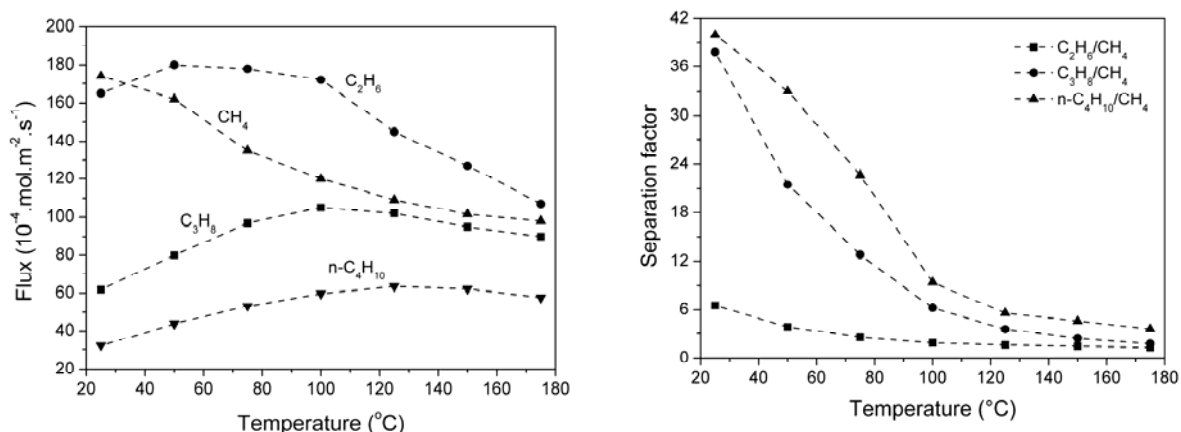 200
180
160
140
120
100
80
60
40
20
Flux (10⁻⁴.mol.m⁻².s⁻¹)
C₂H₆
CH₄
C₃H₈
n-C₄H₁₀
20 40 60 80 100 120 140 160 180
Temperature (°C)
42
36
30
24
18
12
6
0
Separation factor
C₂H₆/CH₄
C₃H₈/CH₄
n-C₄H₁₀/CH₄
20 40 60 80 100 120 140 160 180
Temperature (°C)